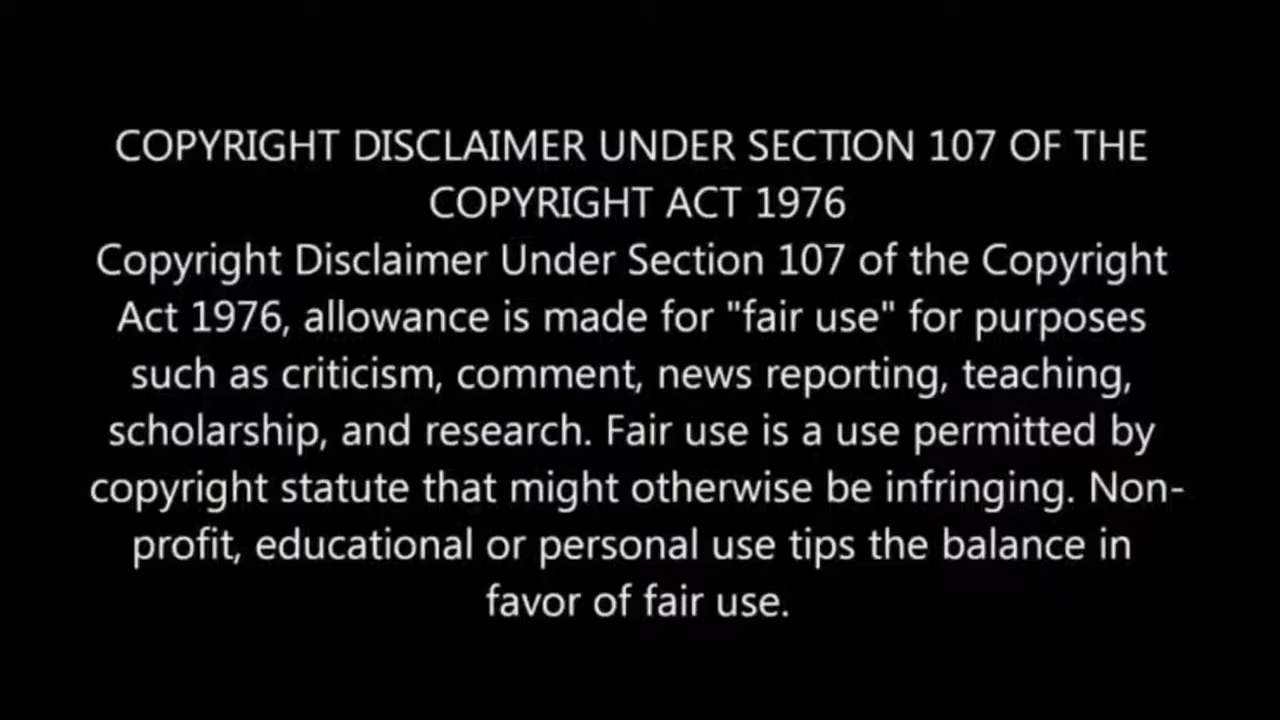 COPYRIGHT DISCLAIMER UNDER SECTION 107 OF THE
COPYRIGHT ACT 1976
Copyright Disclaimer Under Section 107 of the Copyright
Act 1976, allowance is made for "fair use" for purposes
such as criticism, comment, news reporting, teaching,
scholarship, and research. Fair use is a use permitted by
copyright statute that might otherwise be infringing. Non-
profit, educational or personal use tips the balance in
favor of fair use.